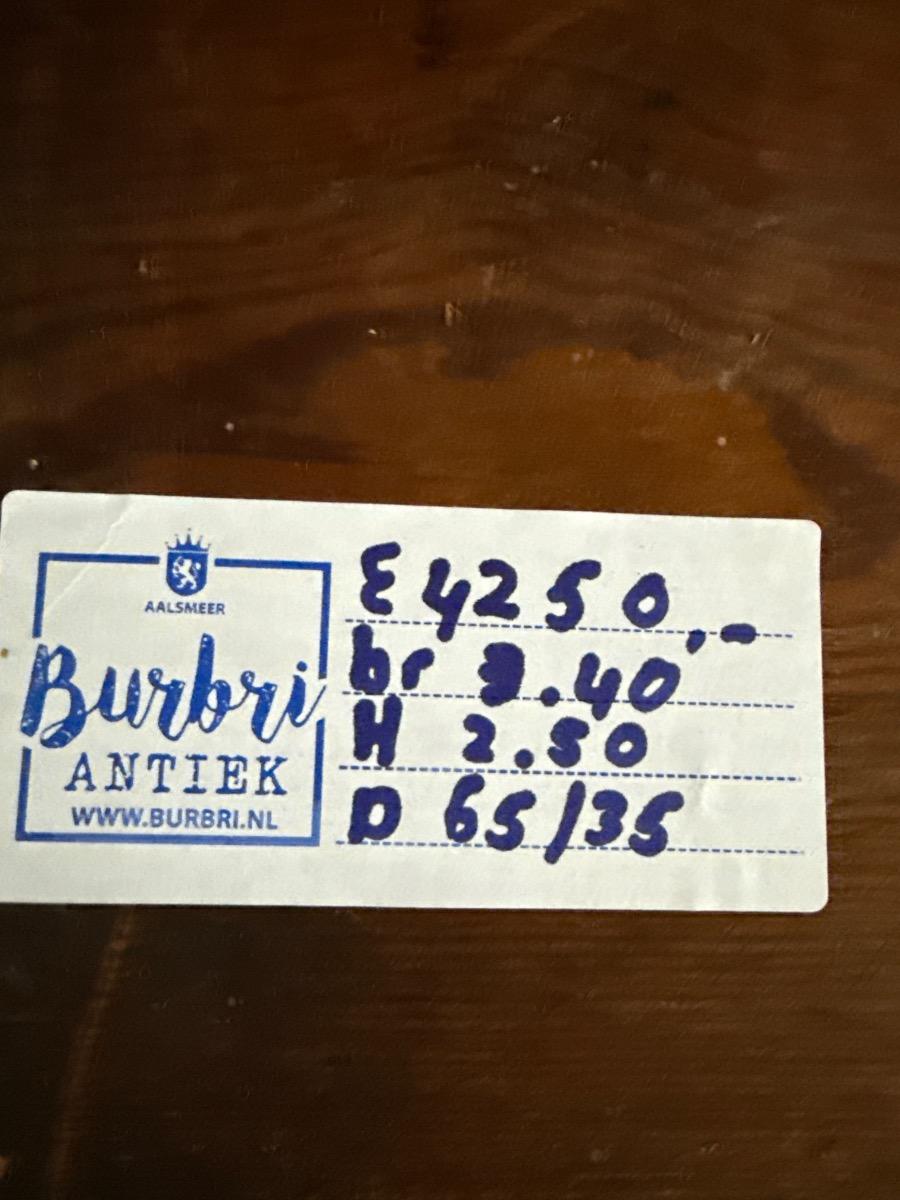 AALSMEER
Burbri
ANTIEK
WWW.BURBRI.NL
€ 4250,-
br 3.40
H 2.50
D 65/35